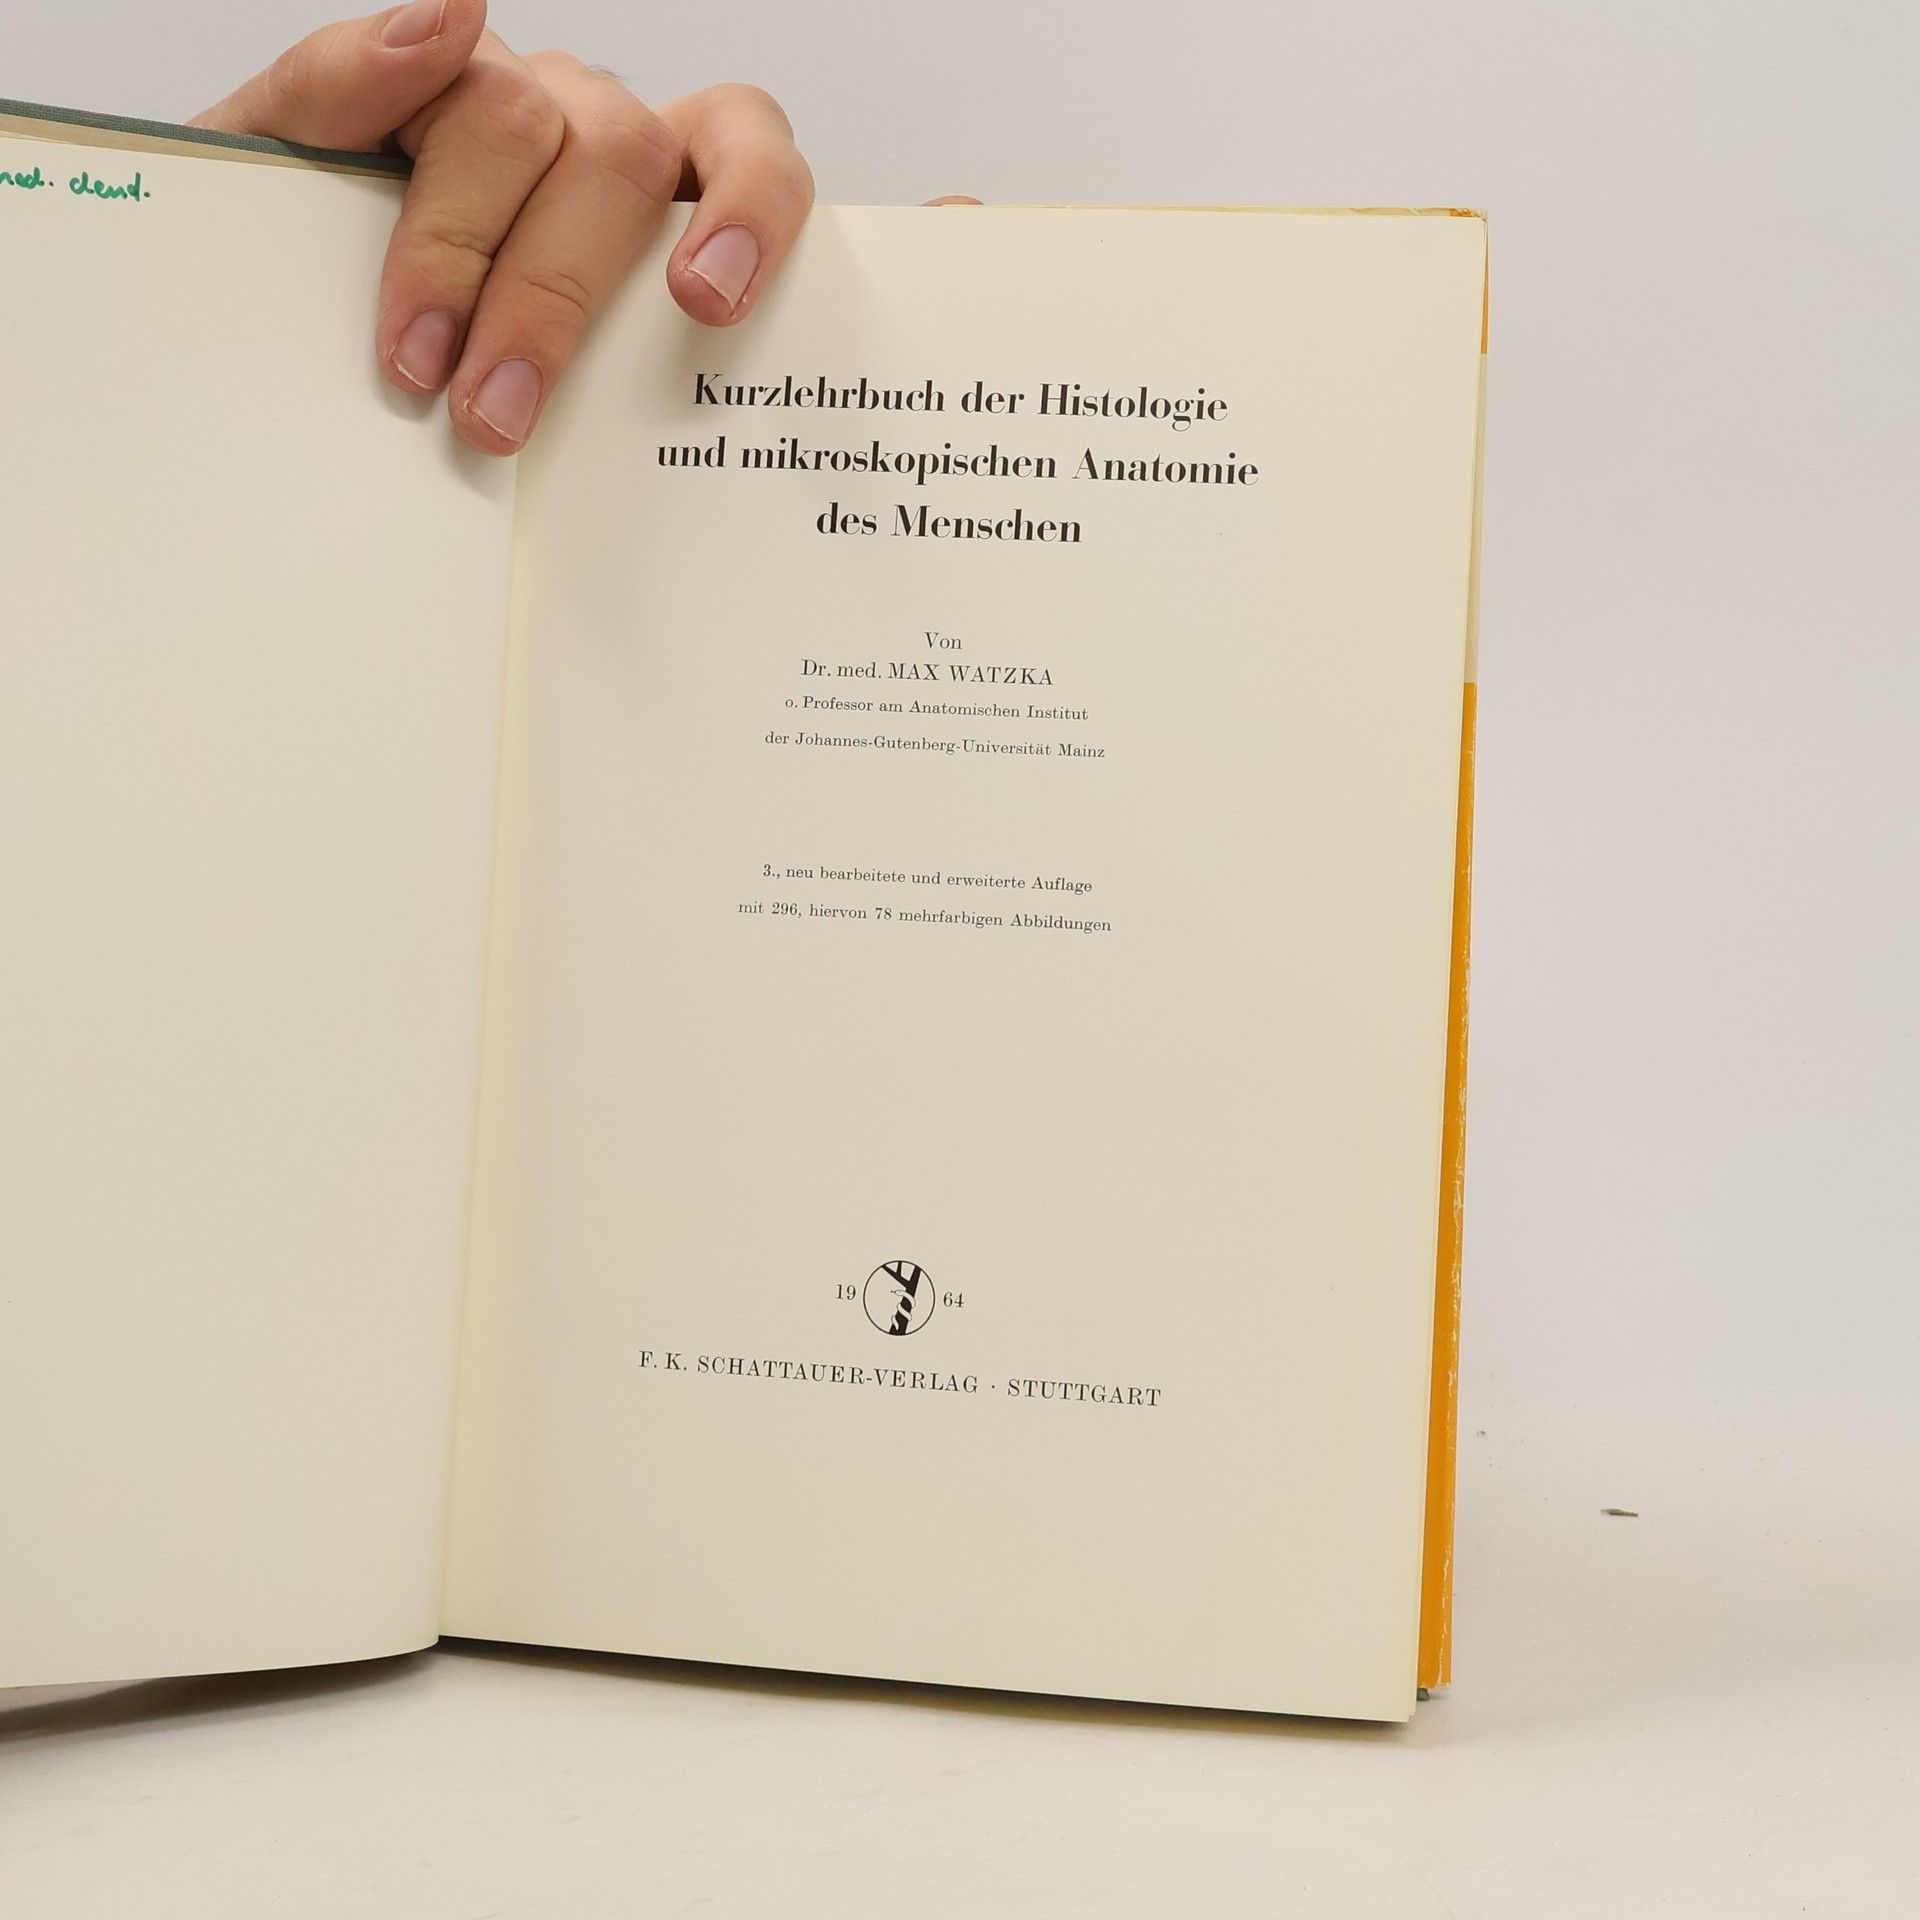 med. dend.
Kurzlehrbuch der Histologie
und mikroskopischen Anatomie
des Menschen
Von
Dr. med. MAX WATZKA
o. Professor am Anatomischen Institut
der Johannes-Gutenberg-Universität Mainz
3., neu bearbeitete und erweiterte Auflage
mit 296, hiervon 78 mehrfarbigen Abbildungen
19 64
F. K. SCHATTAUER-VERLAG · STUTTGART